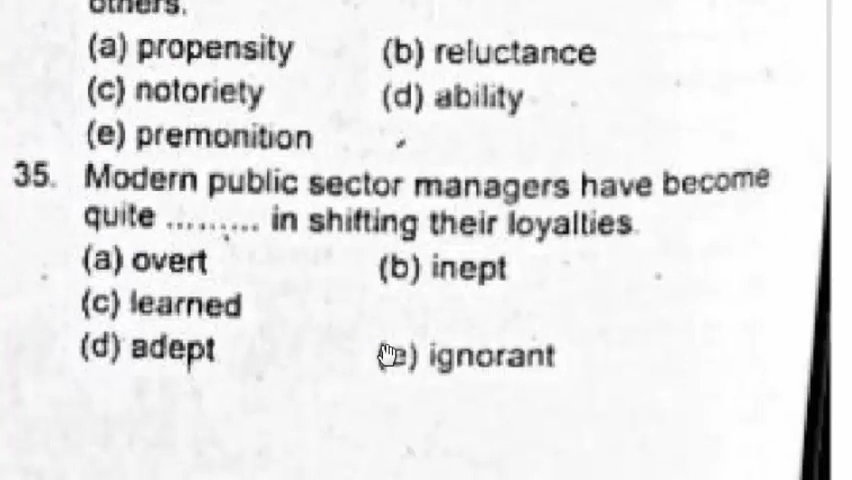 others.
(a) propensity (b) reluctance
(c) notoriety (d) ability
(e) premonition
35. Modern public sector managers have become
quite ......... in shifting their loyalties.
(a) overt (b) inept
(c) learned
(d) adept (e) ignorant